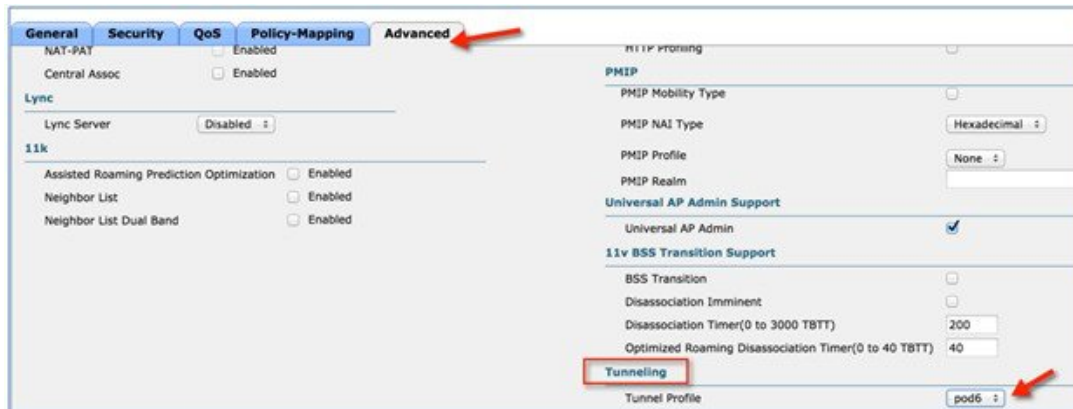 General Security QoS Policy-Mapping Advanced
NAT-PAT Enabled
Central Assoc Enabled
Lync
Lync Server Disabled
11k
Assisted Roaming Prediction Optimization Enabled
Neighbor List Enabled
Neighbor List Dual Band Enabled
HTTP Profiling
PMIP
PMIP Mobility Type
PMIP NAI Type Hexadecimal
PMIP Profile None
PMIP Realm
Universal AP Admin Support
Universal AP Admin
11v BSS Transition Support
BSS Transition
Disassociation Imminent
Disassociation Timer(0 to 3000 TBTT) 200
Optimized Roaming Disassociation Timer(0 to 40 TBTT) 40
Tunneling
Tunnel Profile pod6